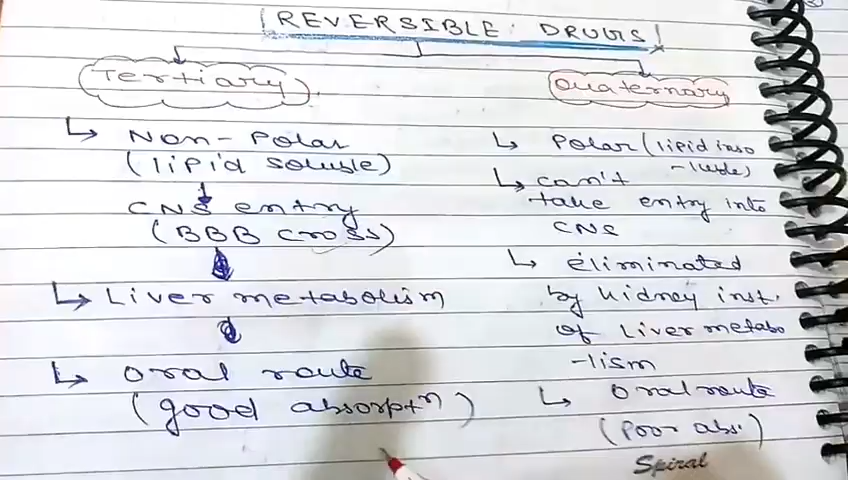 REVERSIBLE DRUGS!
Tertiary
↳ Non-Polar
(lipid soluble)
↓
CNS entry
(BBB cross)
↓
↳ Liver metabolism
↳ Oral route
(good absorptⁿ)
Quaternary
↳ Polar (lipid inso
-luble)
↳ can't
take entry into
CNS
↳ eliminated
by kidney inst.
of Liver metabo
-lism
↳ Oral route
(Poor abs.)
Spiral